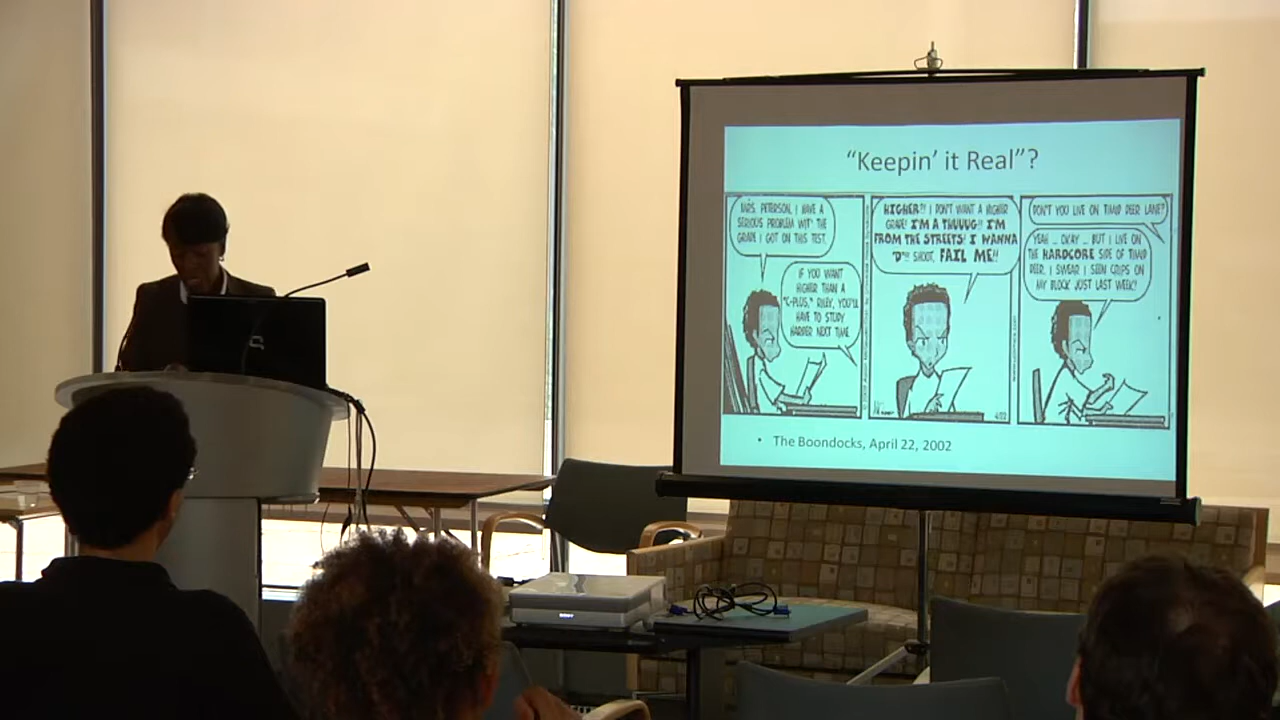 “Keepin’ it Real”?
MRS. PETERSON, I HAVE A
SERIOUS PROBLEM WIT' THE
GRADE I GOT ON THIS TEST.
IF YOU WANT
HIGHER THAN A
"C-PLUS," RILEY, YOU'LL
HAVE TO STUDY
HARDER NEXT TIME
HIGHER?! I DON'T WANT A HIGHER
GRADE! I'M A THUUUG!! I'M
FROM THE STREETS! I WANNA
"D"!! SHOOT, FAIL ME!!
DON'T YOU LIVE ON TIMID DEER LANE?
YEAH ... OKAY ... BUT I LIVE ON
THE HARDCORE SIDE OF TIMID
DEER. I SWEAR I SEEN CRIPS ON
MY BLOCK JUST LAST WEEK!
4/22
• The Boondocks, April 22, 2002
SONY